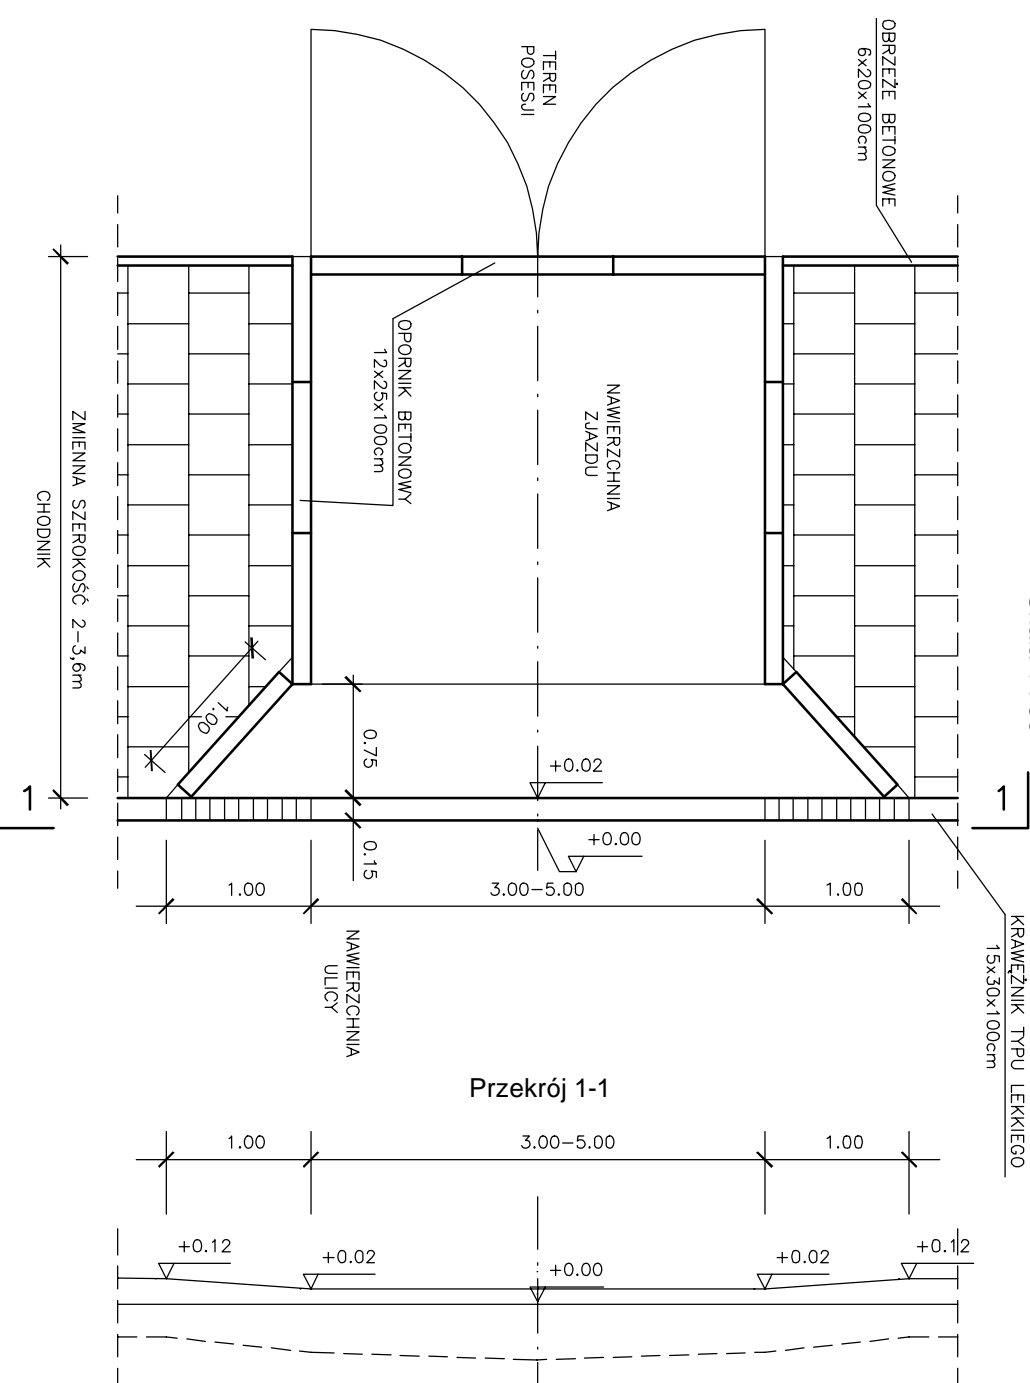 OBRZEŻE BETONOWE
6x20x100cm
TEREN
POSESJI
OPORNIK BETONOWY
12x25x100cm
NAWIERZCHNIA
ZJAZDU
ZMIENNA SZEROKOŚĆ 2-3,6m
CHODNIK
1.00
0.75
+0.02
1
1
0.15
+0.00
1.00
3.00-5.00
1.00
NAWIERZCHNIA
ULICY
KRAWĘŻNIK TYPU LEKKIEGO
15x30x100cm
Przekrój 1-1
1.00
3.00-5.00
1.00
+0.12
+0.02
+0.00
+0.02
+0.12